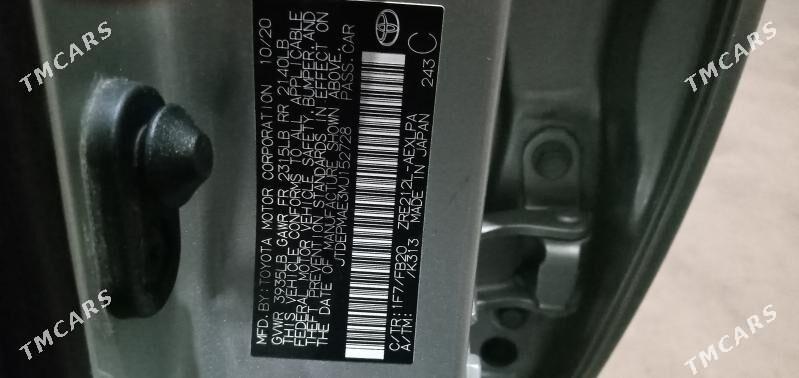 MFD. BY: TOYOTA MOTOR CORPORATION 10/20
GVWR 3935LB GAWR FR 2315LB RR 2140LB
THIS VEHICLE CONFORMS TO ALL APPLICABLE
FEDERAL MOTOR VEHICLE SAFETY, BUMPER, AND
THEFT PREVENTION STANDARDS IN EFFECT ON
THE DATE OF MANUFACTURE SHOWN ABOVE.
JTDEPMAE3MJ152728 PASS. CAR
C/TR: 1F7/FB20 ZRE212L-AEXLPA 243 C
A/TM: /K313 MADE IN JAPAN
TMCARS
TMCARS
TMCARS
TMCARS
TMCARS